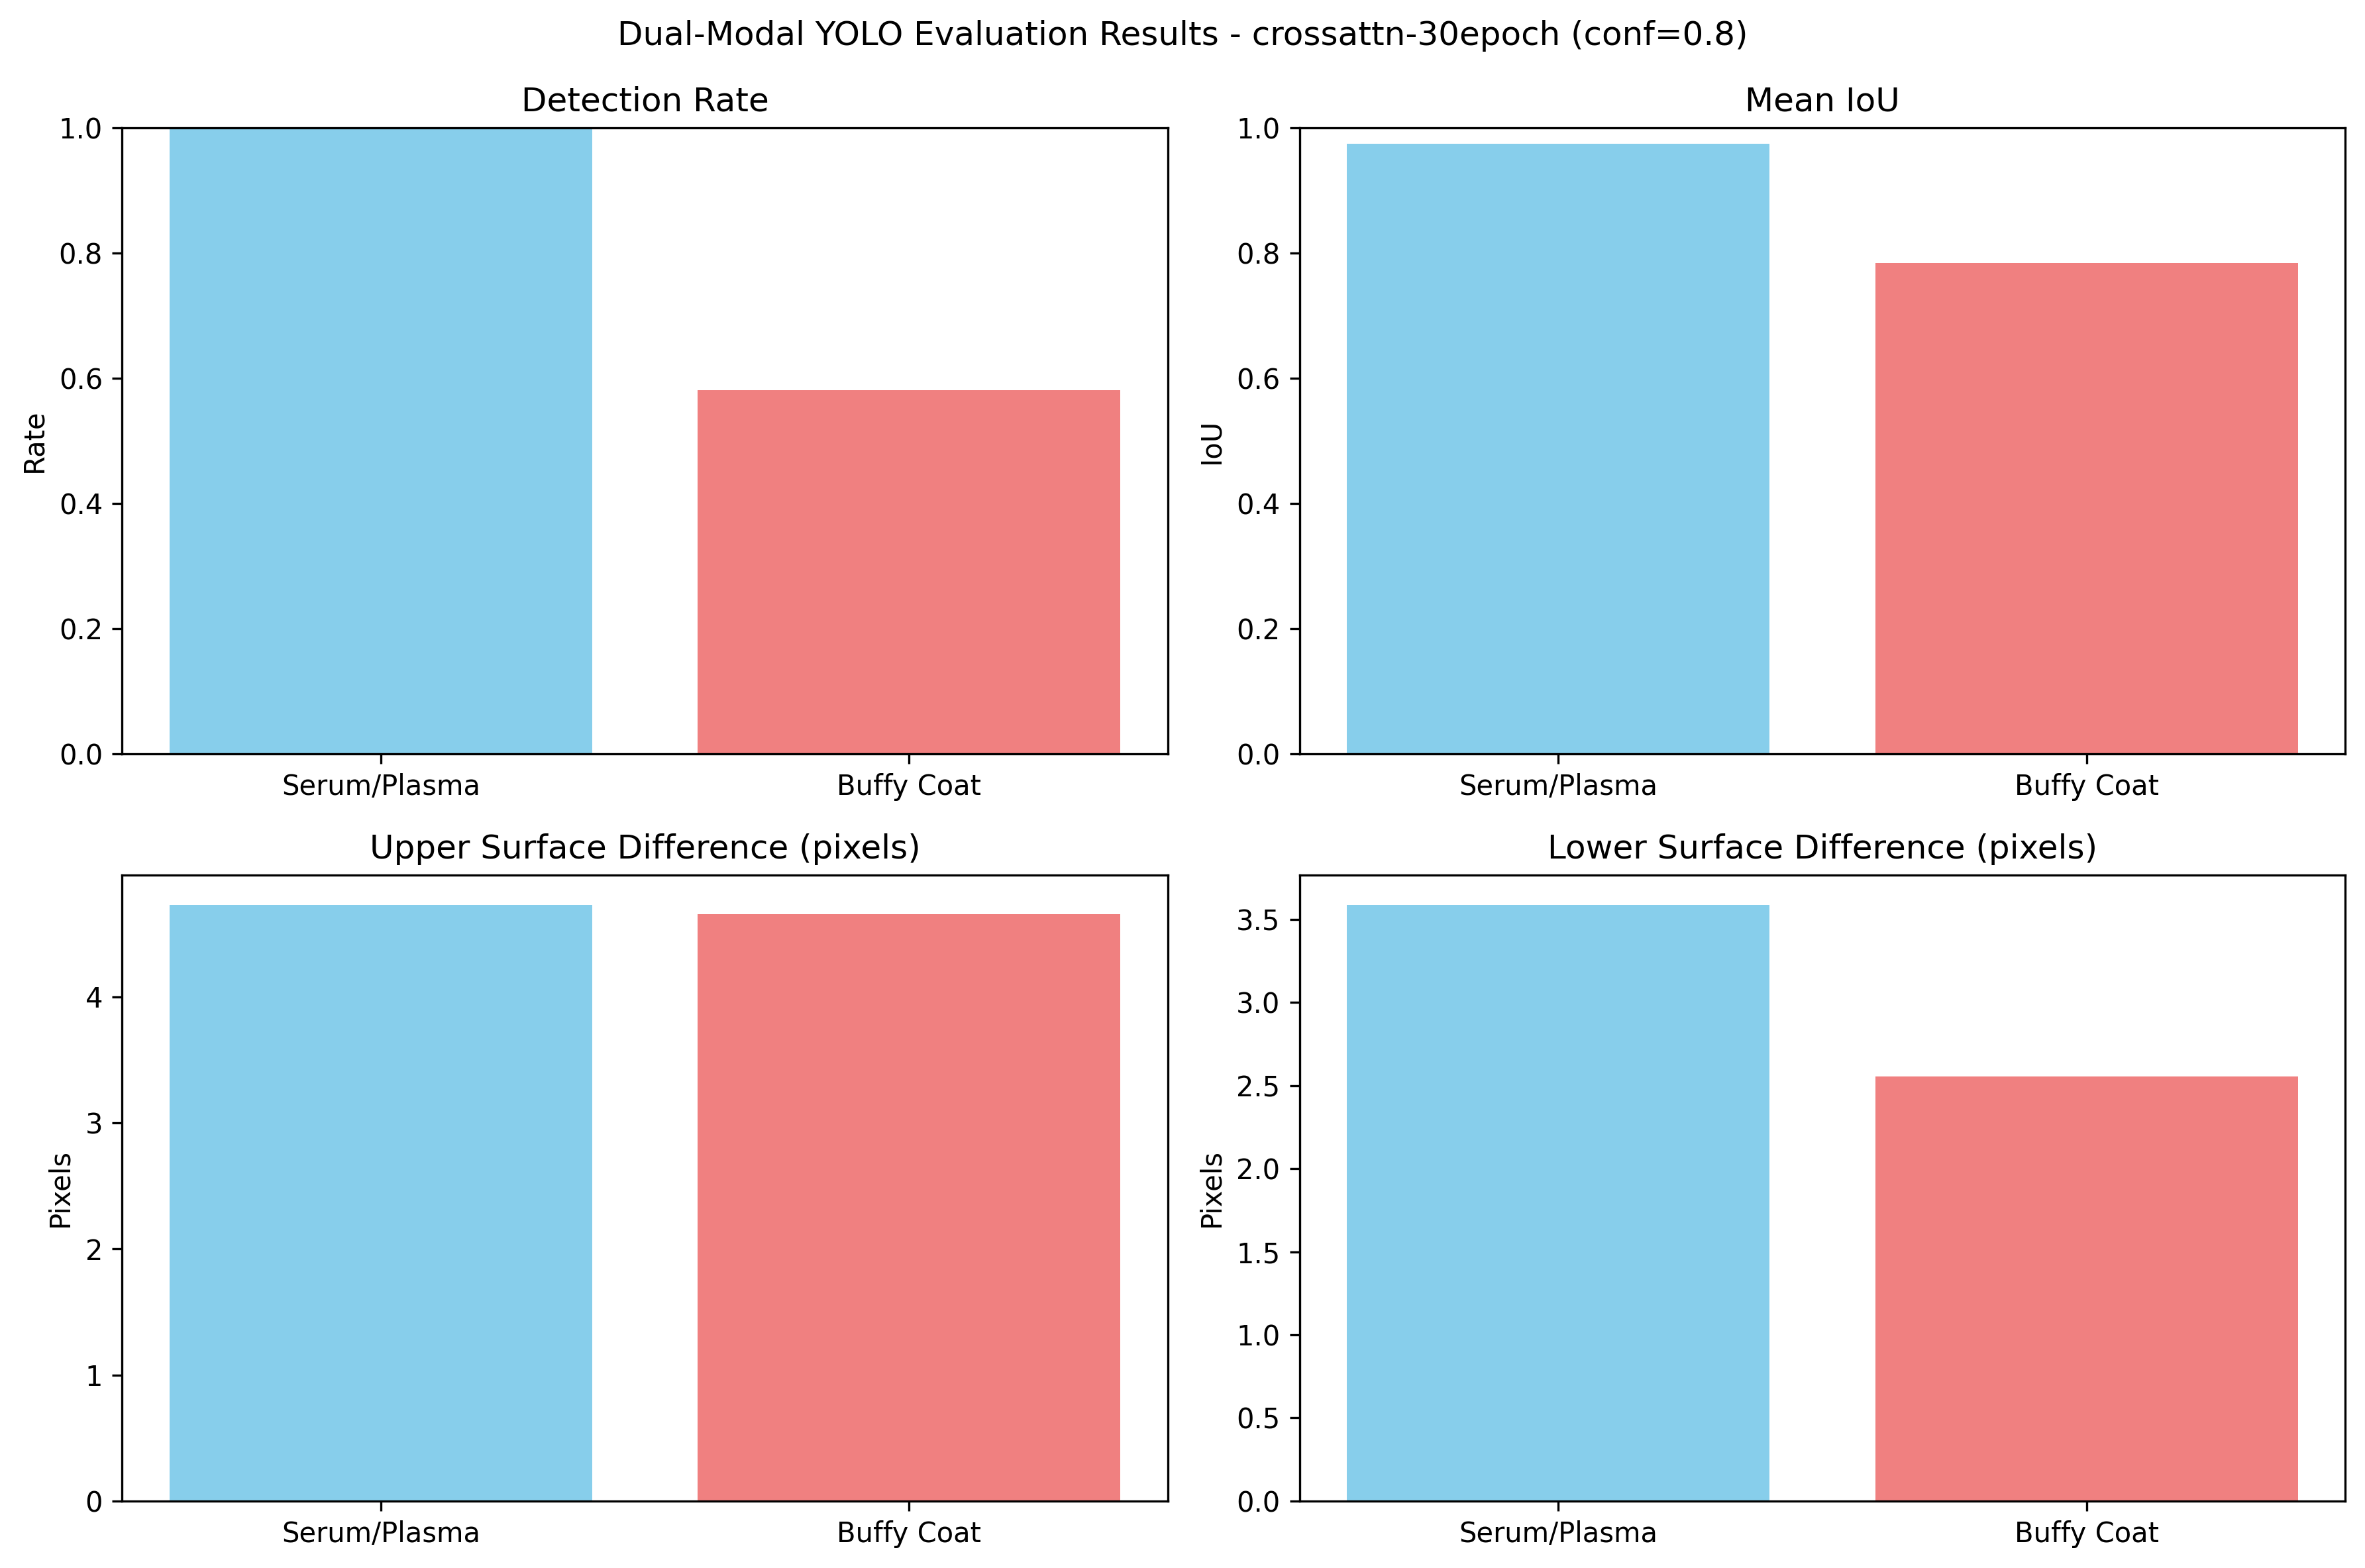 Dual-Modal YOLO Evaluation Results - crossattn-30epoch (conf=0.8)
Detection Rate
1.0
0.8
0.6
0.4
0.2
0.0
Rate
Serum/Plasma
Buffy Coat
Mean IoU
1.0
0.8
0.6
0.4
0.2
0.0
IoU
Serum/Plasma
Buffy Coat
Upper Surface Difference (pixels)
4
3
2
1
0
Pixels
Serum/Plasma
Buffy Coat
Lower Surface Difference (pixels)
3.5
3.0
2.5
2.0
1.5
1.0
0.5
0.0
Pixels
Serum/Plasma
Buffy Coat